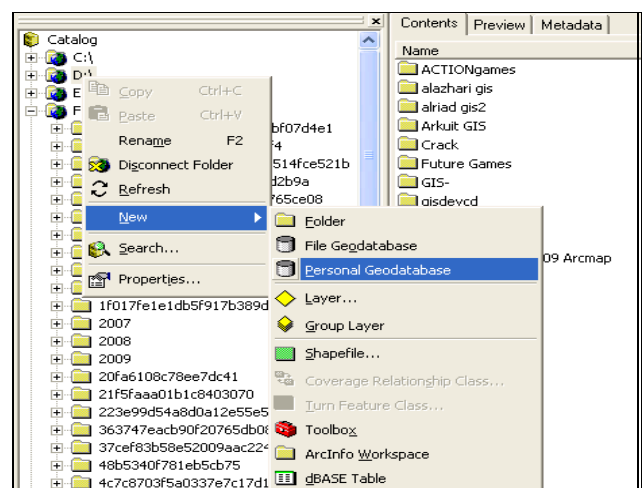 Contents Preview Metadata
Catalog
C:\
D:\
E
F
bf07d4e1
f4
514fce521b
d2b9a
f65ce08
1f017fe1e1db5f917b389d
2007
2008
2009
20fa6108c78ee7dc41
21f5faaa01b1c8403070
223e99d54a8d0a12e55e5
363747eacb90f20765db08
37cef83b58e52009aac224
48b5340f781eb5cb75
4c7c8703f5a0337e7c17d1
Copy Ctrl+C
Paste Ctrl+V
Rename F2
Disconnect Folder
Refresh
New
Search...
Properties...
Folder
File Geodatabase
Personal Geodatabase
Layer...
Group Layer
Shapefile...
Coverage Relationship Class...
Turn Feature Class...
Toolbox
ArcInfo Workspace
dBASE Table
Name
ACTIONgames
alazhari gis
alriad gis2
Arkuit GIS
Crack
Future Games
GIS-
gisdevcd
09 Arcmap